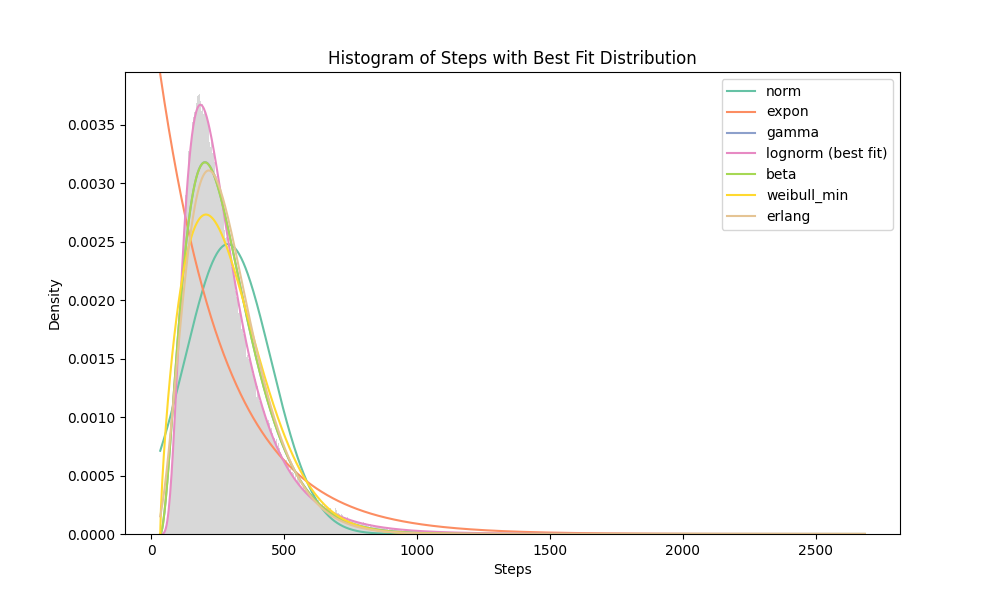 Histogram of Steps with Best Fit Distribution
norm
expon
gamma
lognorm (best fit)
beta
weibull_min
erlang
Density
0.0035
0.0030
0.0025
0.0020
0.0015
0.0010
0.0005
0.0000
0 500 1000 1500 2000 2500
Steps